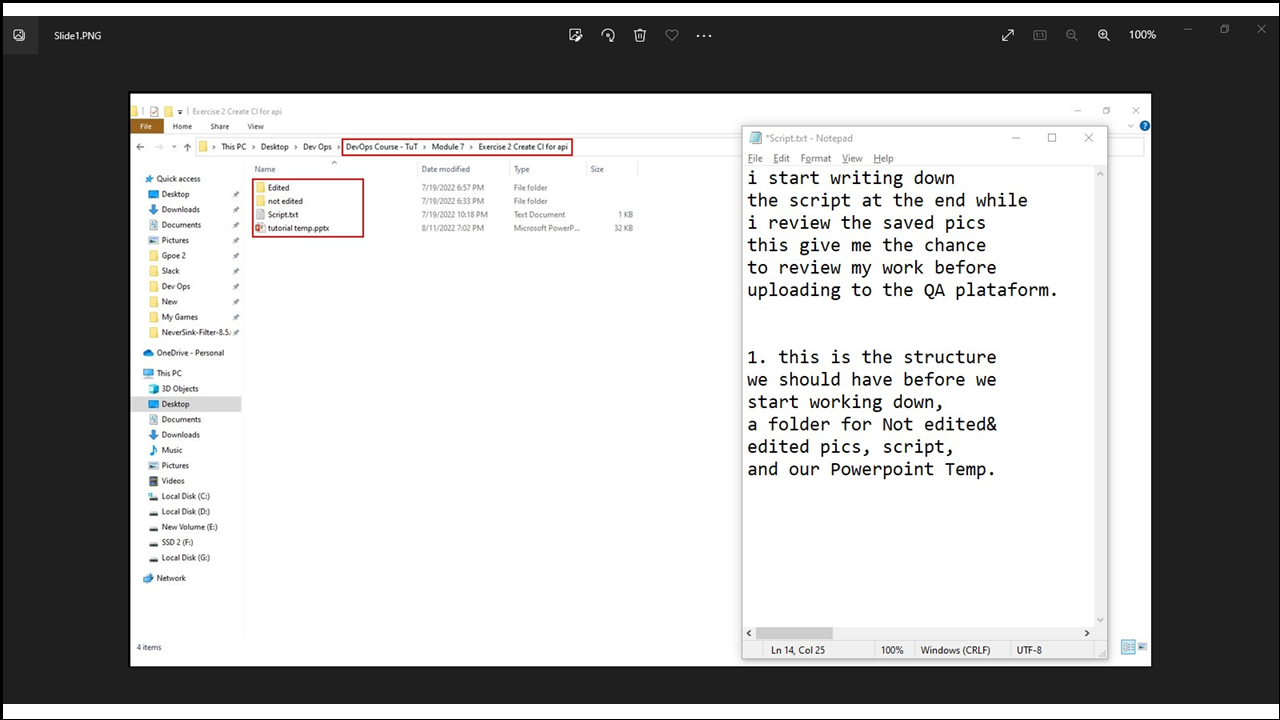 Slide1.PNG
100%
Exercise 2 Create CI for api
File Home Share View
This PC Desktop Dev Ops DevOps Course - TuT Module 7 Exercise 2 Create CI for api
Name Date modified Type Size
Edited 7/19/2022 6:57 PM File folder
not edited 7/19/2022 6:33 PM File folder
Script.txt 7/19/2022 10:18 PM Text Document 1 KB
tutorial temp.pptx 8/11/2022 7:02 PM Microsoft PowerP... 32 KB
Quick access
Desktop
Downloads
Documents
Pictures
Gpoe 2
Slack
Dev Ops
New
My Games
NeverSink-Filter-8.5.
OneDrive - Personal
This PC
3D Objects
Desktop
Documents
Downloads
Music
Pictures
Videos
Local Disk (C:)
Local Disk (D:)
New Volume (E:)
SSD 2 (F:)
Local Disk (G:)
Network
4 items
*Script.txt - Notepad
File Edit Format View Help
i start writing down
the script at the end while
i review the saved pics
this give me the chance
to review my work before
uploading to the QA plataform.
1. this is the structure
we should have before we
start working down,
a folder for Not edited&
edited pics, script,
and our Powerpoint Temp.
Ln 14, Col 25 100% Windows (CRLF) UTF-8